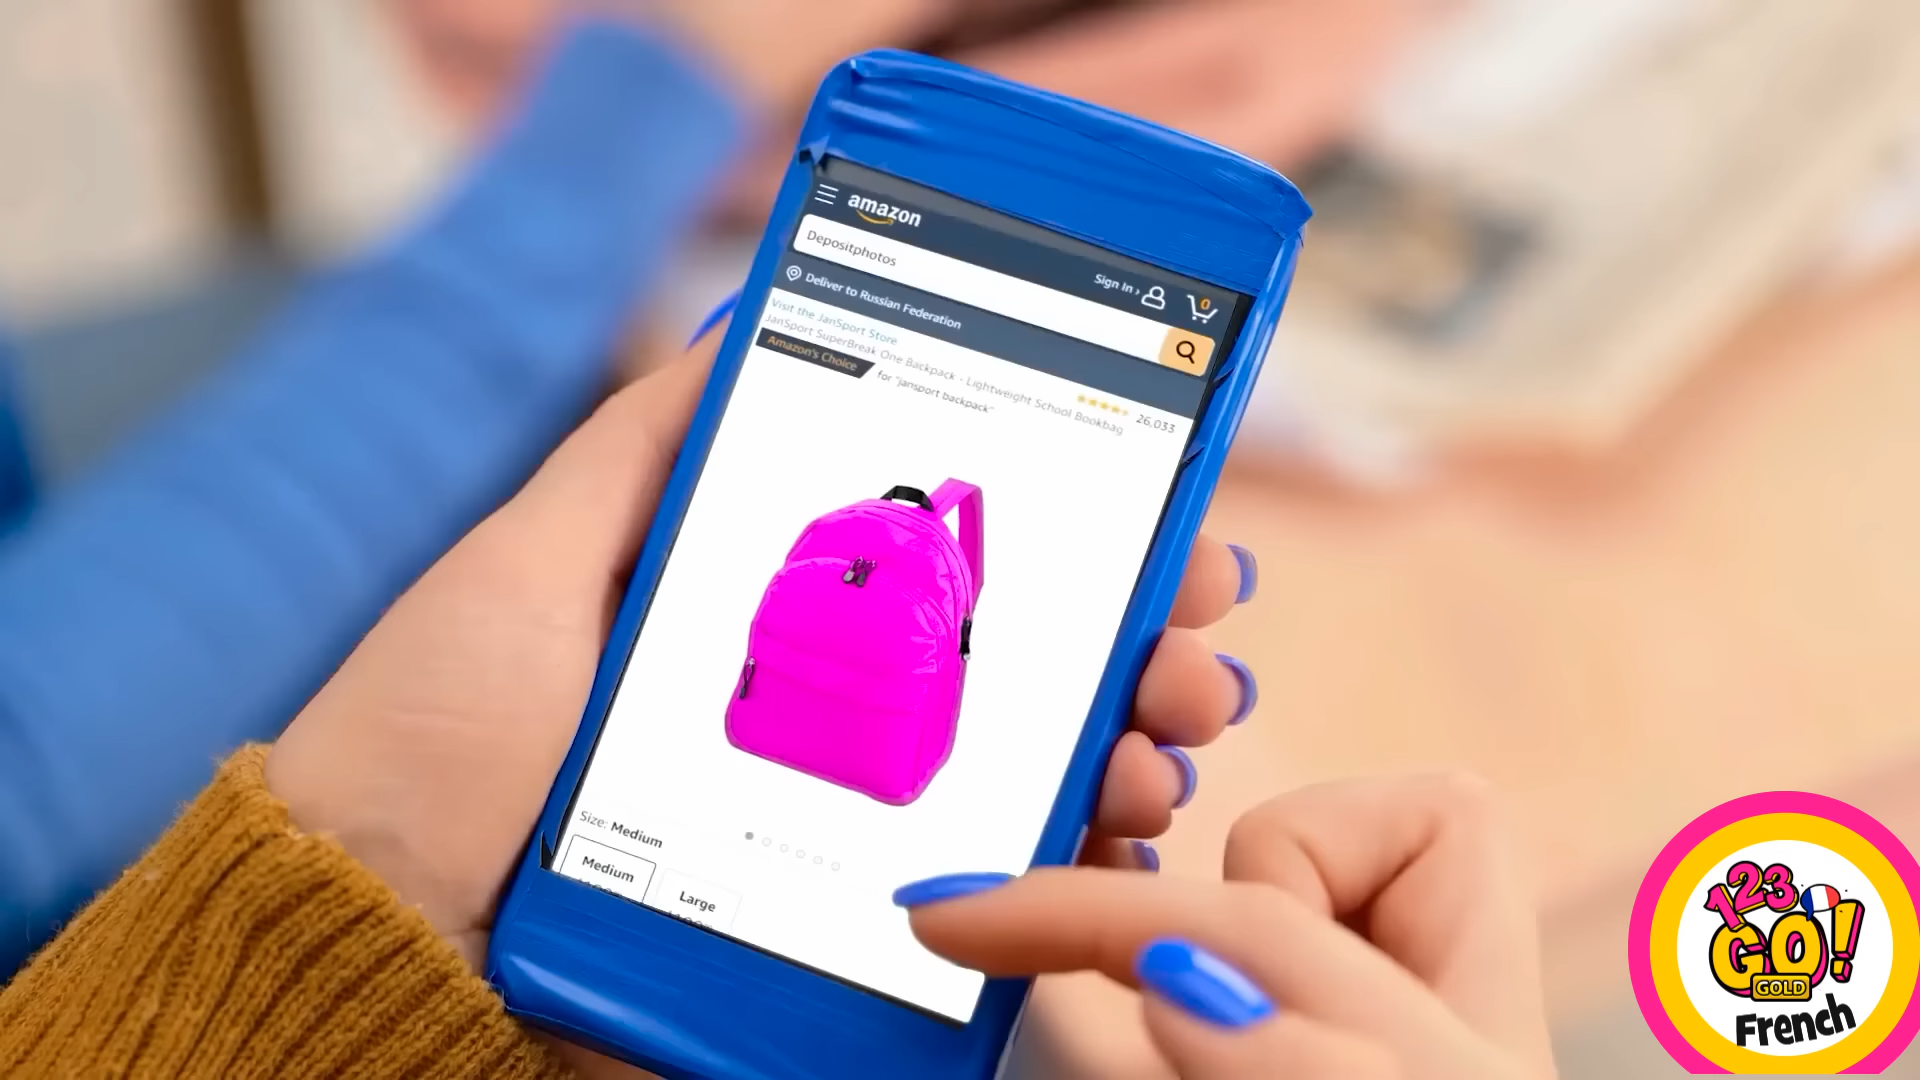 amazon
Depositphotos
Sign In ›
0
Deliver to Russian Federation
Visit the JanSport Store
JanSport SuperBreak One Backpack - Lightweight School Bookbag
26,033
Amazon's Choice
for "jansport backpack"
Size: Medium
Medium
Large
123
GO!
GOLD
French